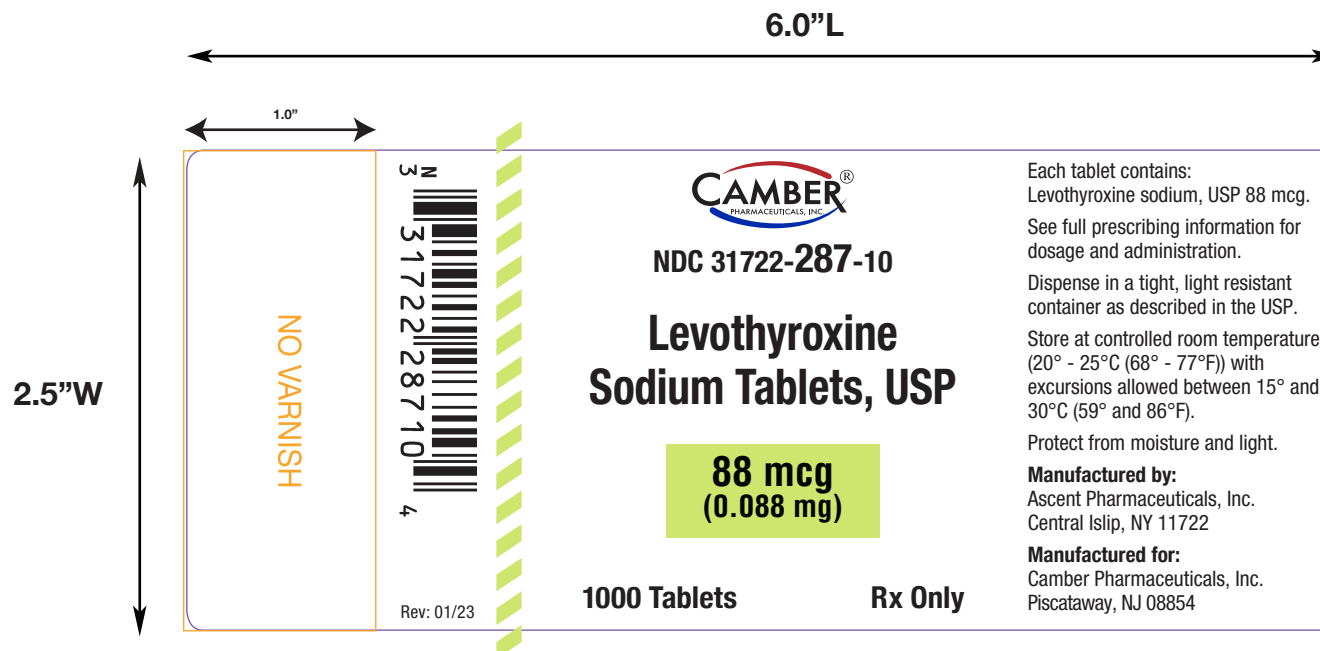 6.0”L
1.0”
2.5”W
NO VARNISH
N
3
31722 28710
4
Rev: 01/23
CAMBER®
PHARMACEUTICALS, INC.
NDC 31722-287-10
Levothyroxine
Sodium Tablets, USP
88 mcg
(0.088 mg)
1000 Tablets Rx Only
Each tablet contains:
Levothyroxine sodium, USP 88 mcg.
See full prescribing information for
dosage and administration.
Dispense in a tight, light resistant
container as described in the USP.
Store at controlled room temperature
(20° - 25°C (68° - 77°F)) with
excursions allowed between 15° and
30°C (59° and 86°F).
Protect from moisture and light.
Manufactured by:
Ascent Pharmaceuticals, Inc.
Central Islip, NY 11722
Manufactured for:
Camber Pharmaceuticals, Inc.
Piscataway, NJ 08854